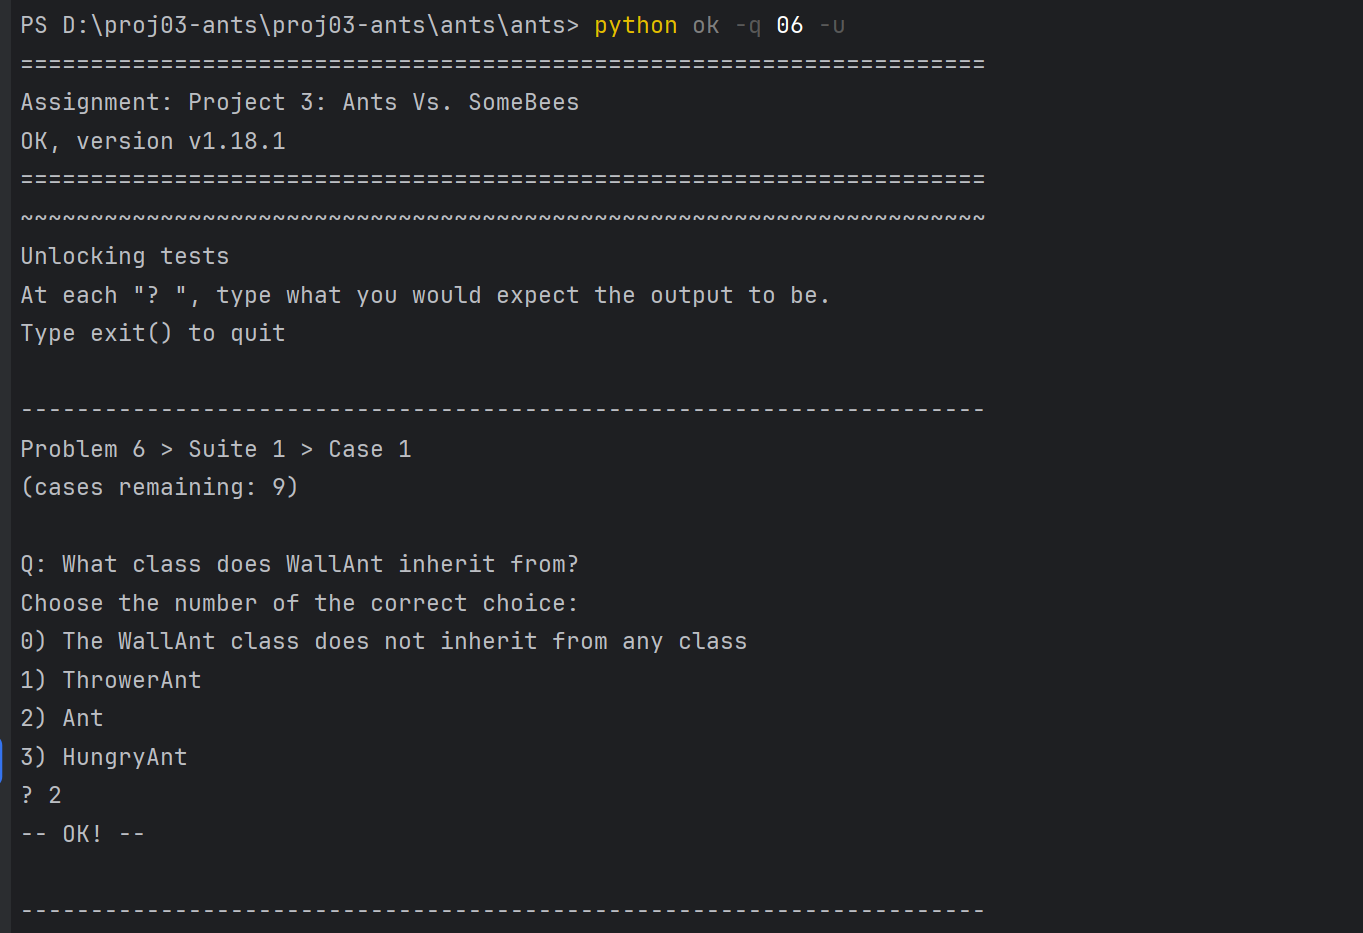 PS D:\proj03-ants\proj03-ants\ants\ants> python ok -q 06 -u
=====================================================================
Assignment: Project 3: Ants Vs. SomeBees
OK, version v1.18.1
=====================================================================
~~~~~~~~~~~~~~~~~~~~~~~~~~~~~~~~~~~~~~~~~~~~~~~~~~~~~~~~~~~~~~~~~~~~~
Unlocking tests
At each "? ", type what you would expect the output to be.
Type exit() to quit
---------------------------------------------------------------------
Problem 6 > Suite 1 > Case 1
(cases remaining: 9)
Q: What class does WallAnt inherit from?
Choose the number of the correct choice:
0) The WallAnt class does not inherit from any class
1) ThrowerAnt
2) Ant
3) HungryAnt
? 2
-- OK! --
---------------------------------------------------------------------